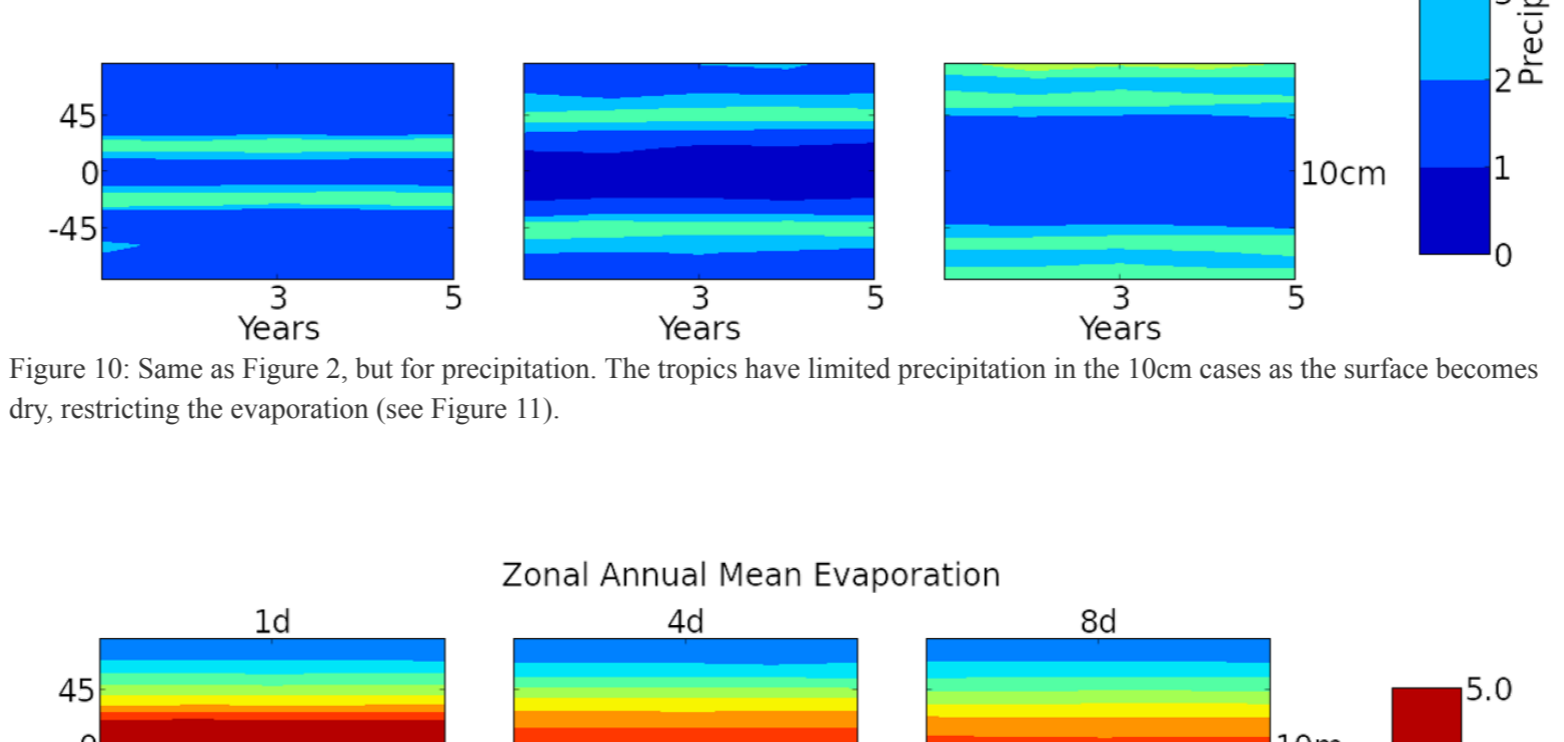 Precip
2
1
0
45
0
-45
10cm
3
5
3
5
3
5
Years
Years
Years
Figure 10: Same as Figure 2, but for precipitation. The tropics have limited precipitation in the 10cm cases as the surface becomes
dry, restricting the evaporation (see Figure 11).
Zonal Annual Mean Evaporation
1d
4d
8d
45
5.0